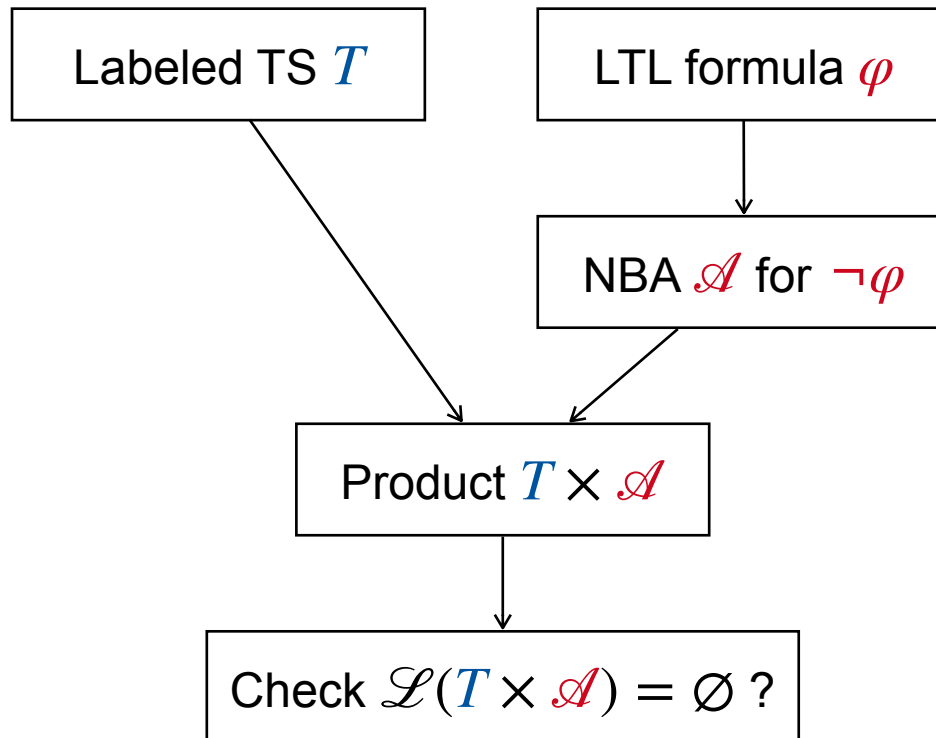 Labeled TS 𝑇
LTL formula 𝜑
NBA 𝒜 for ¬𝜑
Product 𝑇 × 𝒜
Check ℒ(𝑇 × 𝒜) = ∅ ?